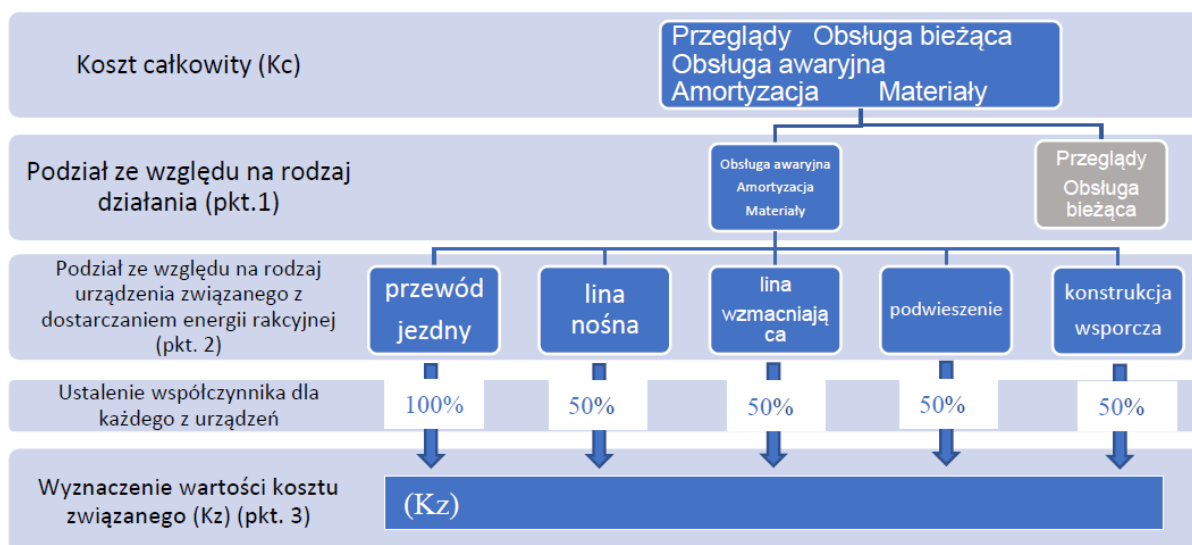 Koszt całkowity (Kc)
Przeglądy Obsługa bieżąca
Obsługa awaryjna
Amortyzacja Materiały
Podział ze względu na rodzaj
działania (pkt.1)
Obsługa awaryjna
Amortyzacja
Materiały
Przeglądy
Obsługa
bieżąca
Podział ze względu na rodzaj
urządzenia związanego z
dostarczaniem energii rakcyjnej
(pkt. 2)
przewód
jezdny
lina
nośna
lina
wzmacniają
ca
podwieszenie
konstrukcja
wsporcza
Ustalenie współczynnika dla
każdego z urządzeń
100%
50%
50%
50%
50%
Wyznaczenie wartości kosztu
związanego (Kz) (pkt. 3)
(Kz)